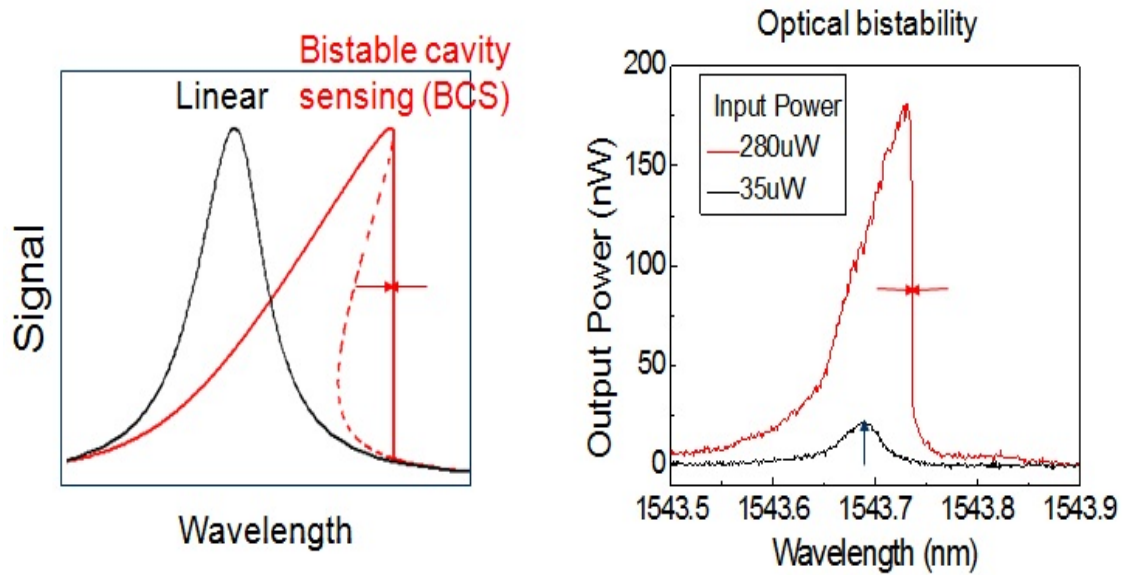 Bistable cavity
sensing (BCS)
Linear
Signal
Wavelength
Optical bistability
Input Power
280uW
35uW
Output Power (nW)
200
150
100
50
0
1543.5 1543.6 1543.7 1543.8 1543.9
Wavelength (nm)